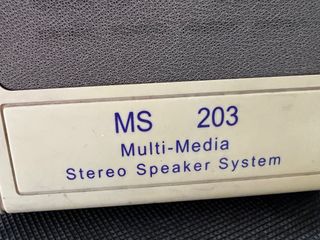 MS 203
Multi-Media
Stereo Speaker System